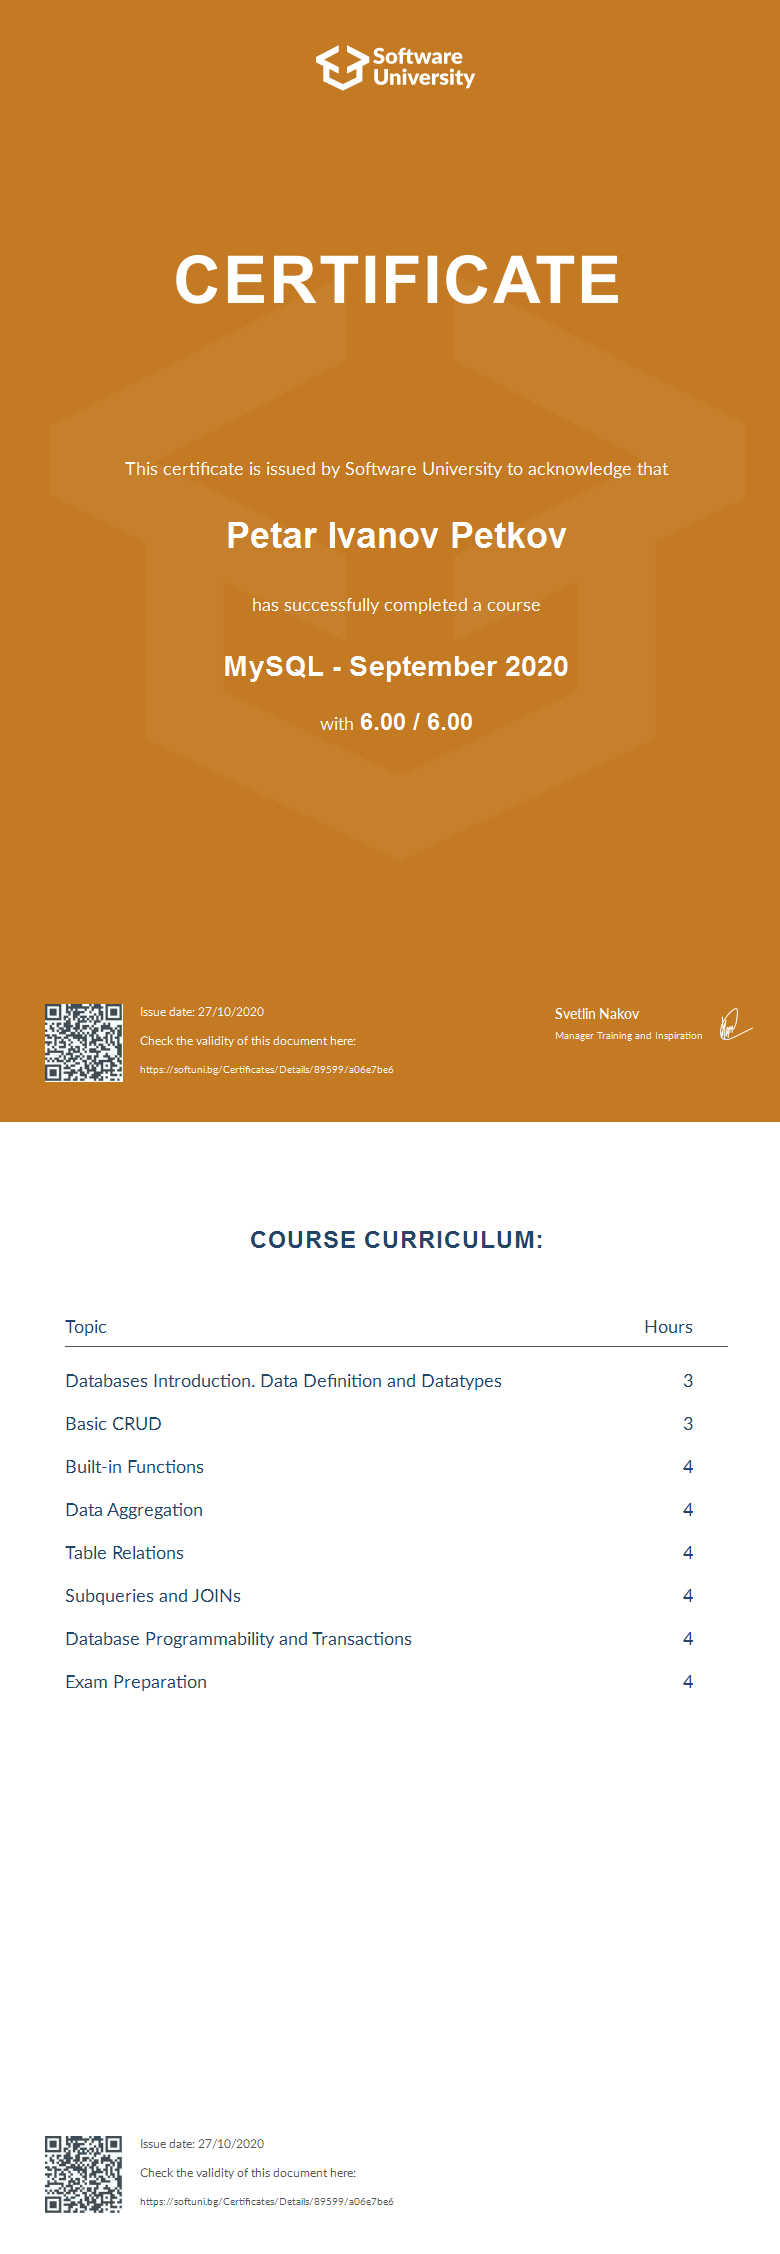 Software
University
CERTIFICATE
This certificate is issued by Software University to acknowledge that
Petar Ivanov Petkov
has successfully completed a course
MySQL - September 2020
with 6.00 / 6.00
Issue date: 27/10/2020
Check the validity of this document here:
https://softuni.bg/Certificates/Details/89599/a06e7be6
Svetlin Nakov
Manager Training and Inspiration
COURSE CURRICULUM:
Topic Hours
Databases Introduction. Data Definition and Datatypes 3
Basic CRUD 3
Built-in Functions 4
Data Aggregation 4
Table Relations 4
Subqueries and JOINs 4
Database Programmability and Transactions 4
Exam Preparation 4
Issue date: 27/10/2020
Check the validity of this document here:
https://softuni.bg/Certificates/Details/89599/a06e7be6